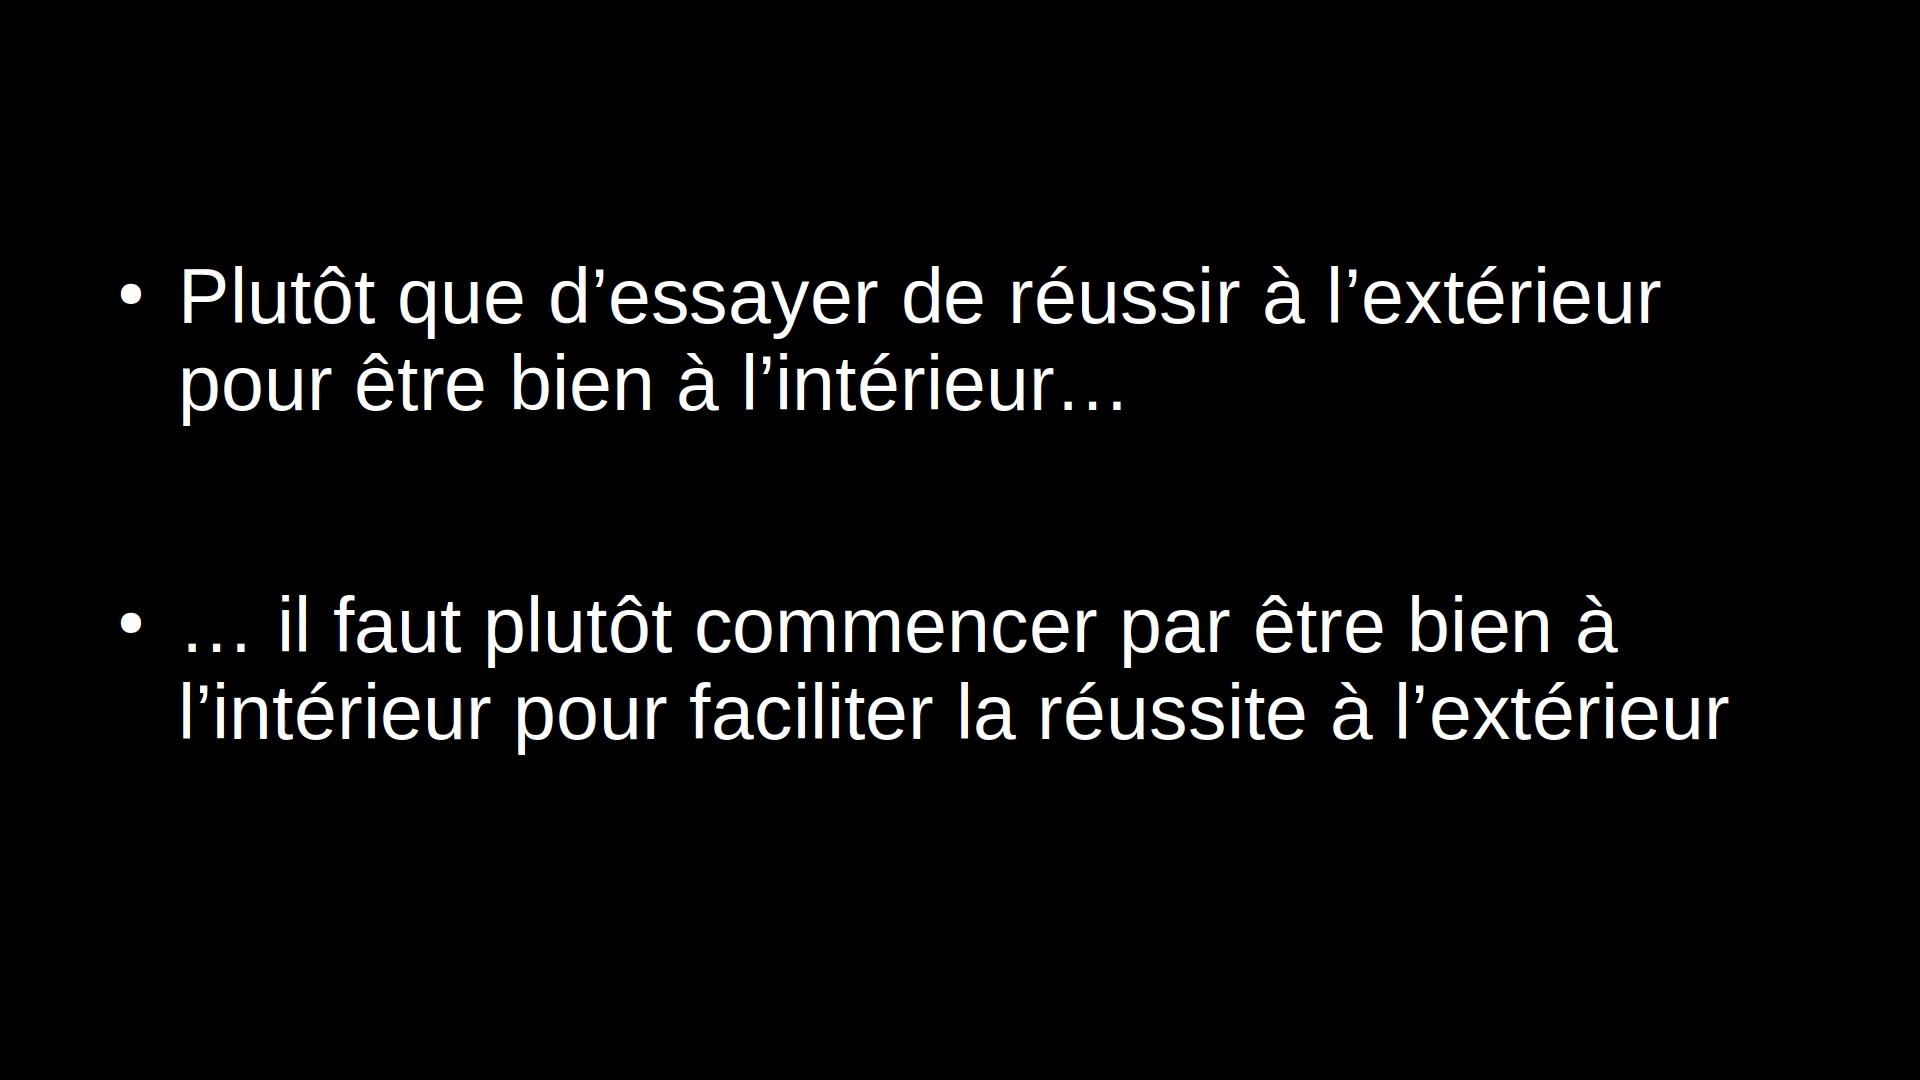 • Plutôt que d’essayer de réussir à l’extérieur
pour être bien à l’intérieur…
• … il faut plutôt commencer par être bien à
l’intérieur pour faciliter la réussite à l’extérieur